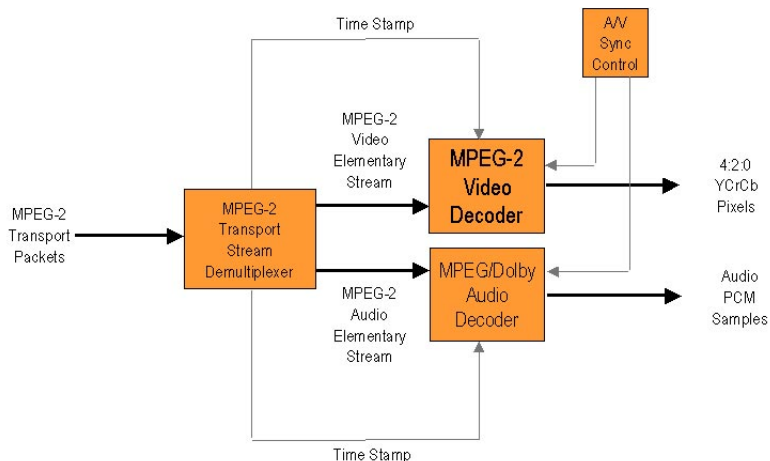 Time Stamp
A/V
Sync
Control
MPEG-2
Video
Elementary
Stream
MPEG-2
Video
Decoder
4:2:0
YCrCb
Pixels
MPEG-2
Transport
Packets
MPEG-2
Transport
Stream
Demultiplexer
MPEG-2
Audio
Elementary
Stream
MPEG/Dolby
Audio
Decoder
Audio
PCM
Samples
Time Stamp